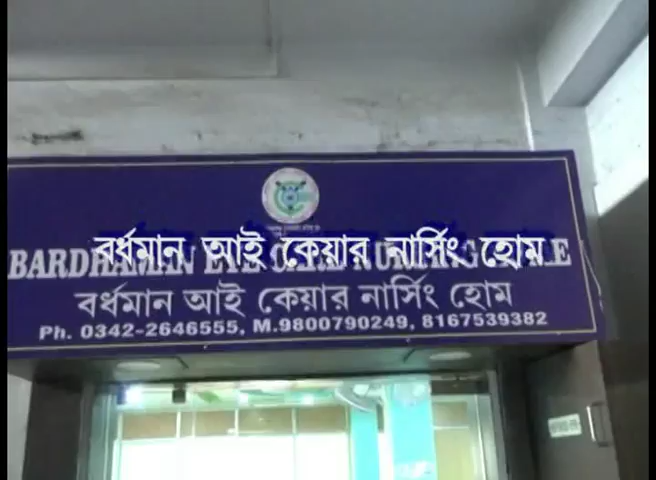 বর্ধমান আই কেয়ার নার্সিং হোম
BARDHAMAN EYE CARE NURSING HOME
বর্ধমান আই কেয়ার নার্সিং হোম
Ph. 0342-2646555, M.9800790249, 8167539382